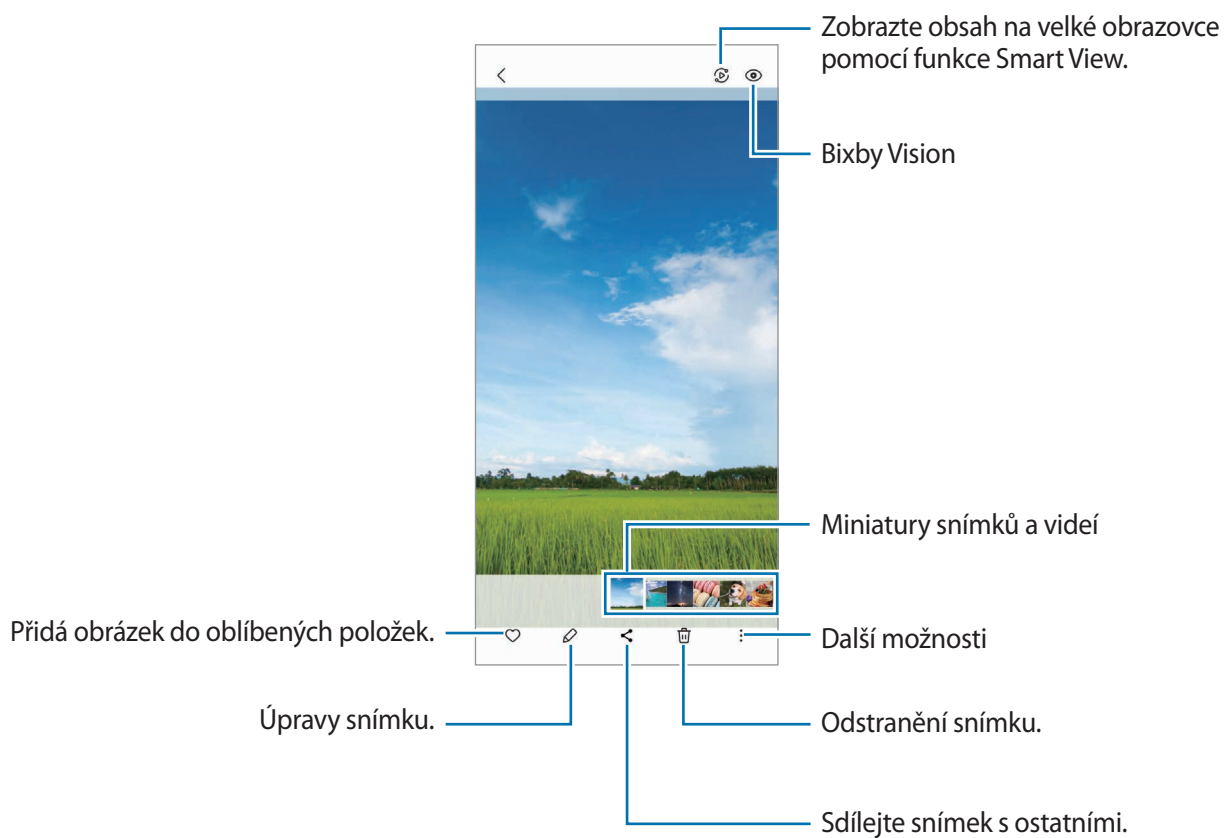 Zobrazte obsah na velké obrazovce
pomocí funkce Smart View.
Bixby Vision
Miniatury snímků a videí
Přidá obrázek do oblíbených položek.
Další možnosti
Úpravy snímku.
Odstranění snímku.
Sdílejte snímek s ostatními.